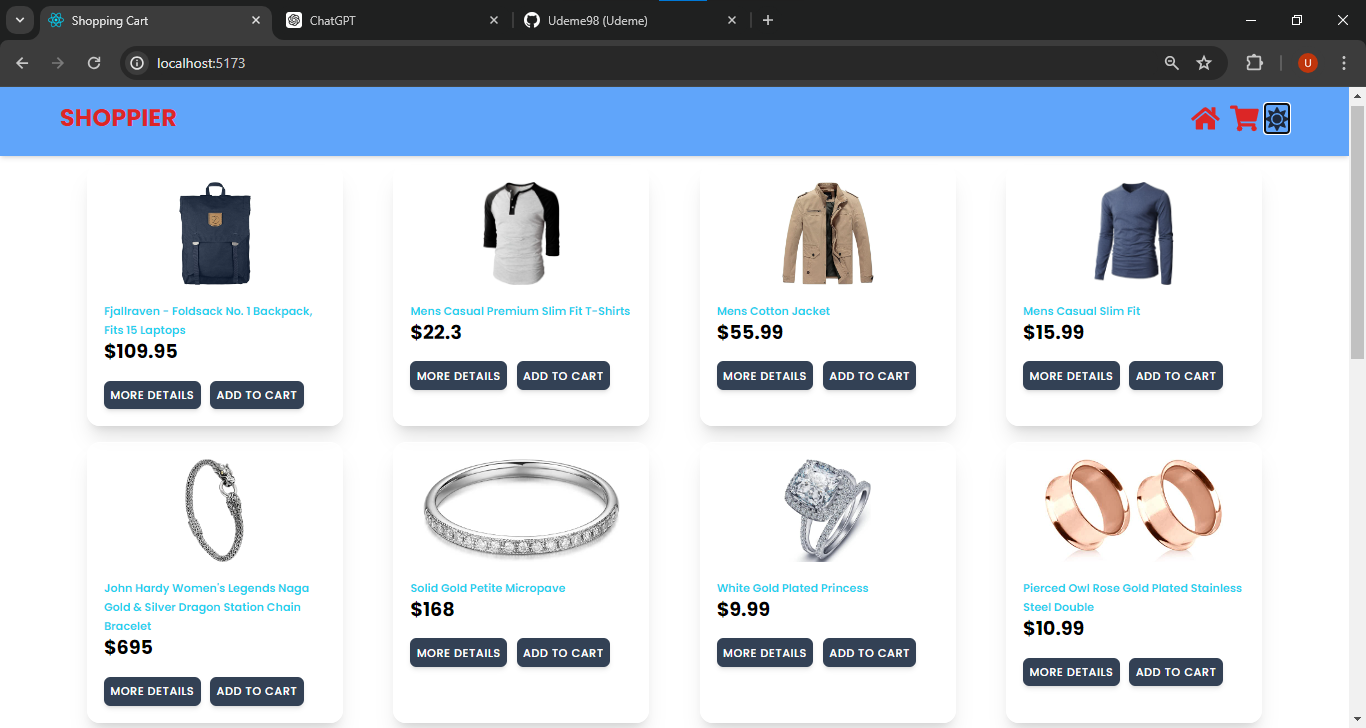 Shopping Cart
ChatGPT
Udeme98 (Udeme)
localhost:5173
U
SHOPPIER
Fjallraven - Foldsack No. 1 Backpack,
Fits 15 Laptops
$109.95
MORE DETAILS ADD TO CART
Mens Casual Premium Slim Fit T-Shirts
$22.3
MORE DETAILS ADD TO CART
Mens Cotton Jacket
$55.99
MORE DETAILS ADD TO CART
Mens Casual Slim Fit
$15.99
MORE DETAILS ADD TO CART
John Hardy Women's Legends Naga
Gold & Silver Dragon Station Chain
Bracelet
$695
MORE DETAILS ADD TO CART
Solid Gold Petite Micropave
$168
MORE DETAILS ADD TO CART
White Gold Plated Princess
$9.99
MORE DETAILS ADD TO CART
Pierced Owl Rose Gold Plated Stainless
Steel Double
$10.99
MORE DETAILS ADD TO CART